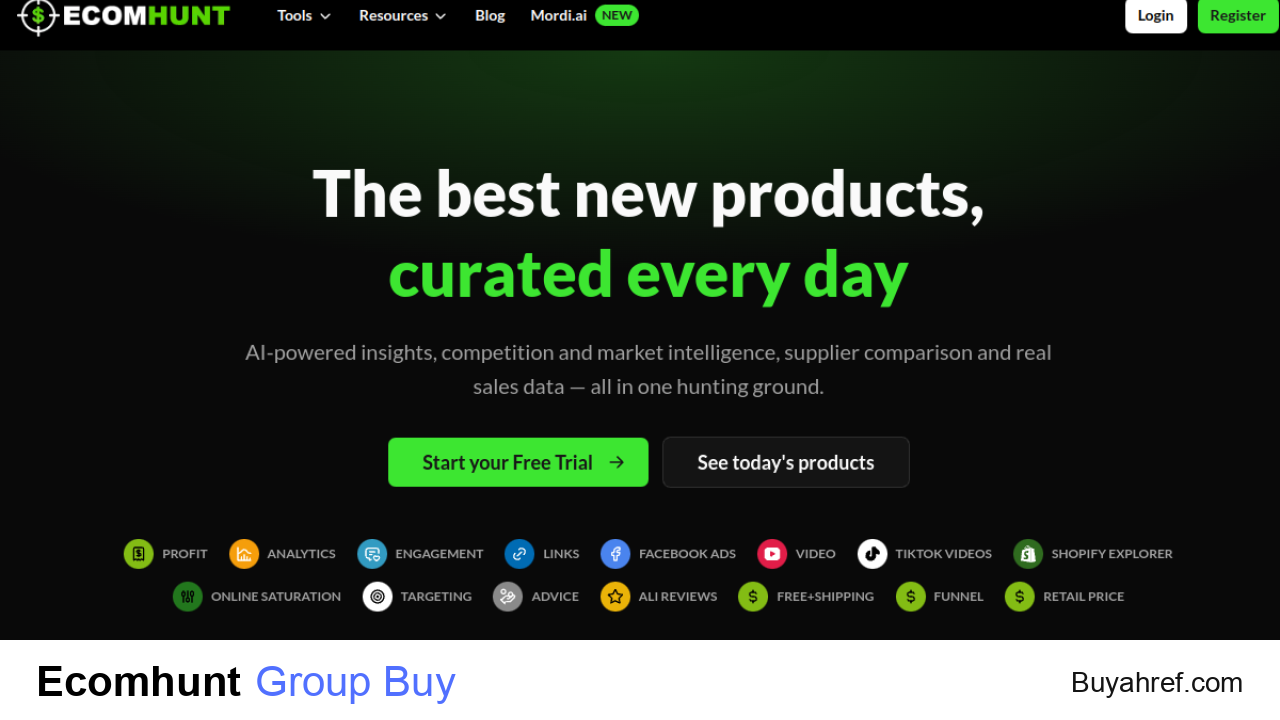 ECOMHUNT Tools Resources Blog Mordi.ai NEW Login Register
The best new products,
curated every day
AI-powered insights, competition and market intelligence, supplier comparison and real
sales data — all in one hunting ground.
Start your Free Trial → See today's products
PROFIT ANALYTICS ENGAGEMENT LINKS FACEBOOK ADS VIDEO TIKTOK VIDEOS SHOPIFY EXPLORER
ONLINE SATURATION TARGETING ADVICE ALI REVIEWS FREE+SHIPPING FUNNEL RETAIL PRICE
Ecomhunt Group Buy Buyahref.com